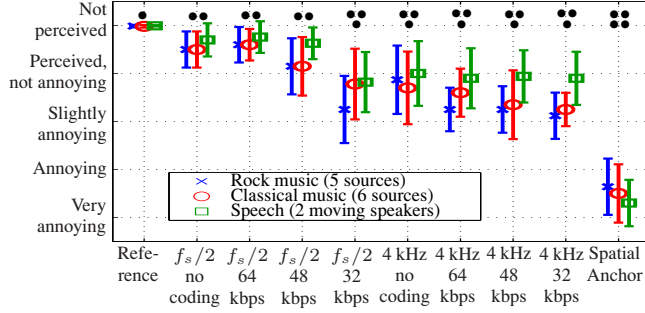 Not
perceived
Perceived,
not annoying
Slightly
annoying
Annoying
Very
annoying
Rock music (5 sources)
Classical music (6 sources)
Speech (2 moving speakers)
Refe- f_s/2 f_s/2 f_s/2 f_s/2 4 kHz 4 kHz 4 kHz 4 kHz Spatial
rence no 64 48 32 no 64 48 32 Anchor
coding kbps kbps kbps coding kbps kbps kbps